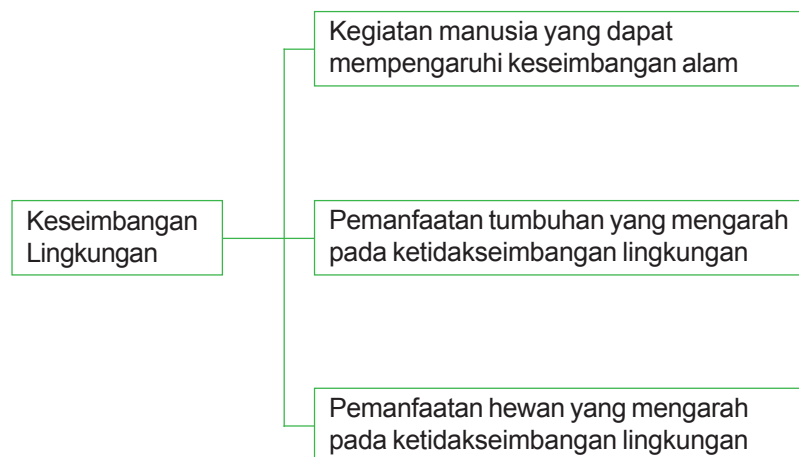 Kegiatan manusia yang dapat
mempengaruhi keseimbangan alam
Keseimbangan
Lingkungan
Pemanfaatan tumbuhan yang mengarah
pada ketidakseimbangan lingkungan
Pemanfaatan hewan yang mengarah
pada ketidakseimbangan lingkungan